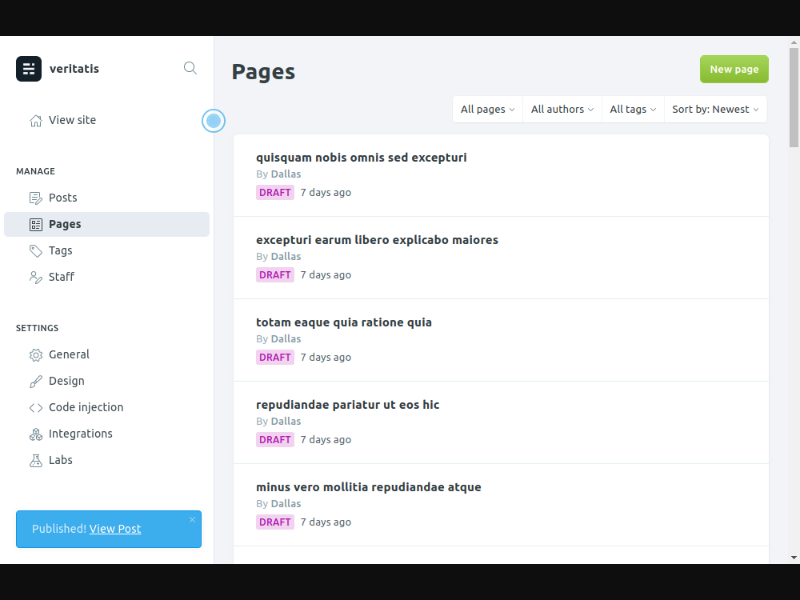 veritatis
View site
MANAGE
Posts
Pages
Tags
Staff
SETTINGS
General
Design
Code injection
Integrations
Labs
Published! View Post
Pages
New page
All pages
All authors
All tags
Sort by: Newest
quisquam nobis omnis sed excepturi
By Dallas
DRAFT 7 days ago
excepturi earum libero explicabo maiores
By Dallas
DRAFT 7 days ago
totam eaque quia ratione quia
By Dallas
DRAFT 7 days ago
repudiandae pariatur ut eos hic
By Dallas
DRAFT 7 days ago
minus vero mollitia repudiandae atque
By Dallas
DRAFT 7 days ago